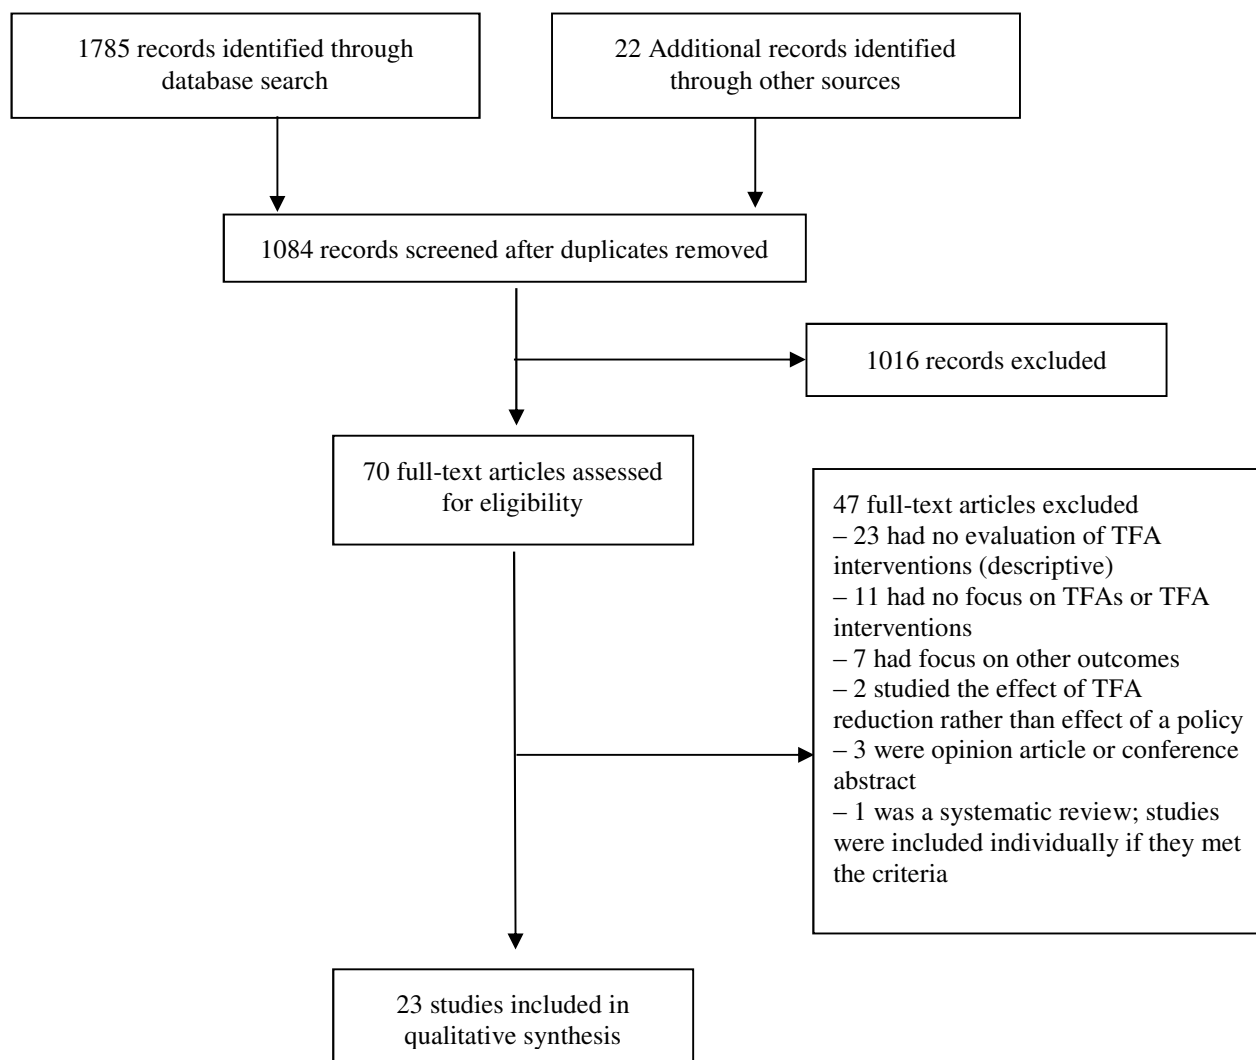 1785 records identified through
database search
22 Additional records identified
through other sources
1084 records screened after duplicates removed
1016 records excluded
70 full-text articles assessed
for eligibility
47 full-text articles excluded
– 23 had no evaluation of TFA
interventions (descriptive)
– 11 had no focus on TFAs or TFA
interventions
– 7 had focus on other outcomes
– 2 studied the effect of TFA
reduction rather than effect of a policy
– 3 were opinion article or conference
abstract
– 1 was a systematic review; studies
were included individually if they met
the criteria
23 studies included in
qualitative synthesis